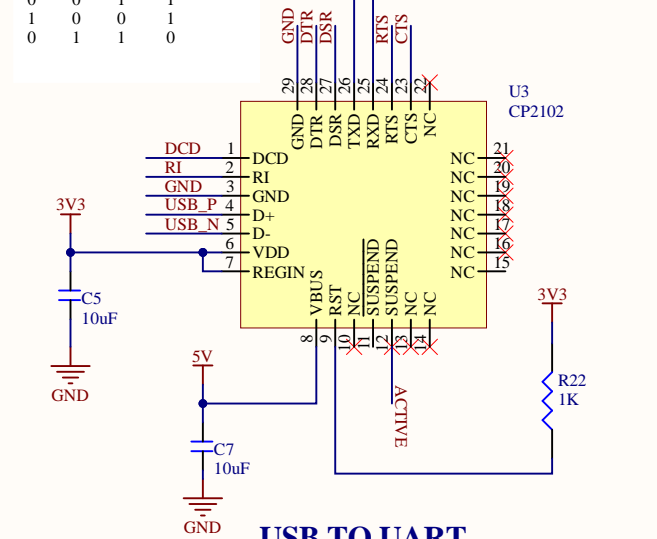 0 0 1 1
1 0 0 1
0 1 1 0
GND
DTR
DSR
RTS
CTS
29
28
27
26
25
24
23
22
U3
CP2102
GND
DTR
DSR
TXD
RXD
RTS
CTS
NC
DCD 1 DCD
RI 2 RI
GND 3 GND
USB_P 4 D+
USB_N 5 D-
6 VDD
7 REGIN
NC 21
NC 20
NC 19
NC 18
NC 17
NC 16
NC 15
3V3
C5
10uF
GND
VBUS
RST
NC
SUSPEND
SUSPEND
NC
NC
8
9
10
11
12
13
14
3V3
R22
1K
5V
C7
10uF
GND
ACTIVE
USB TO UART